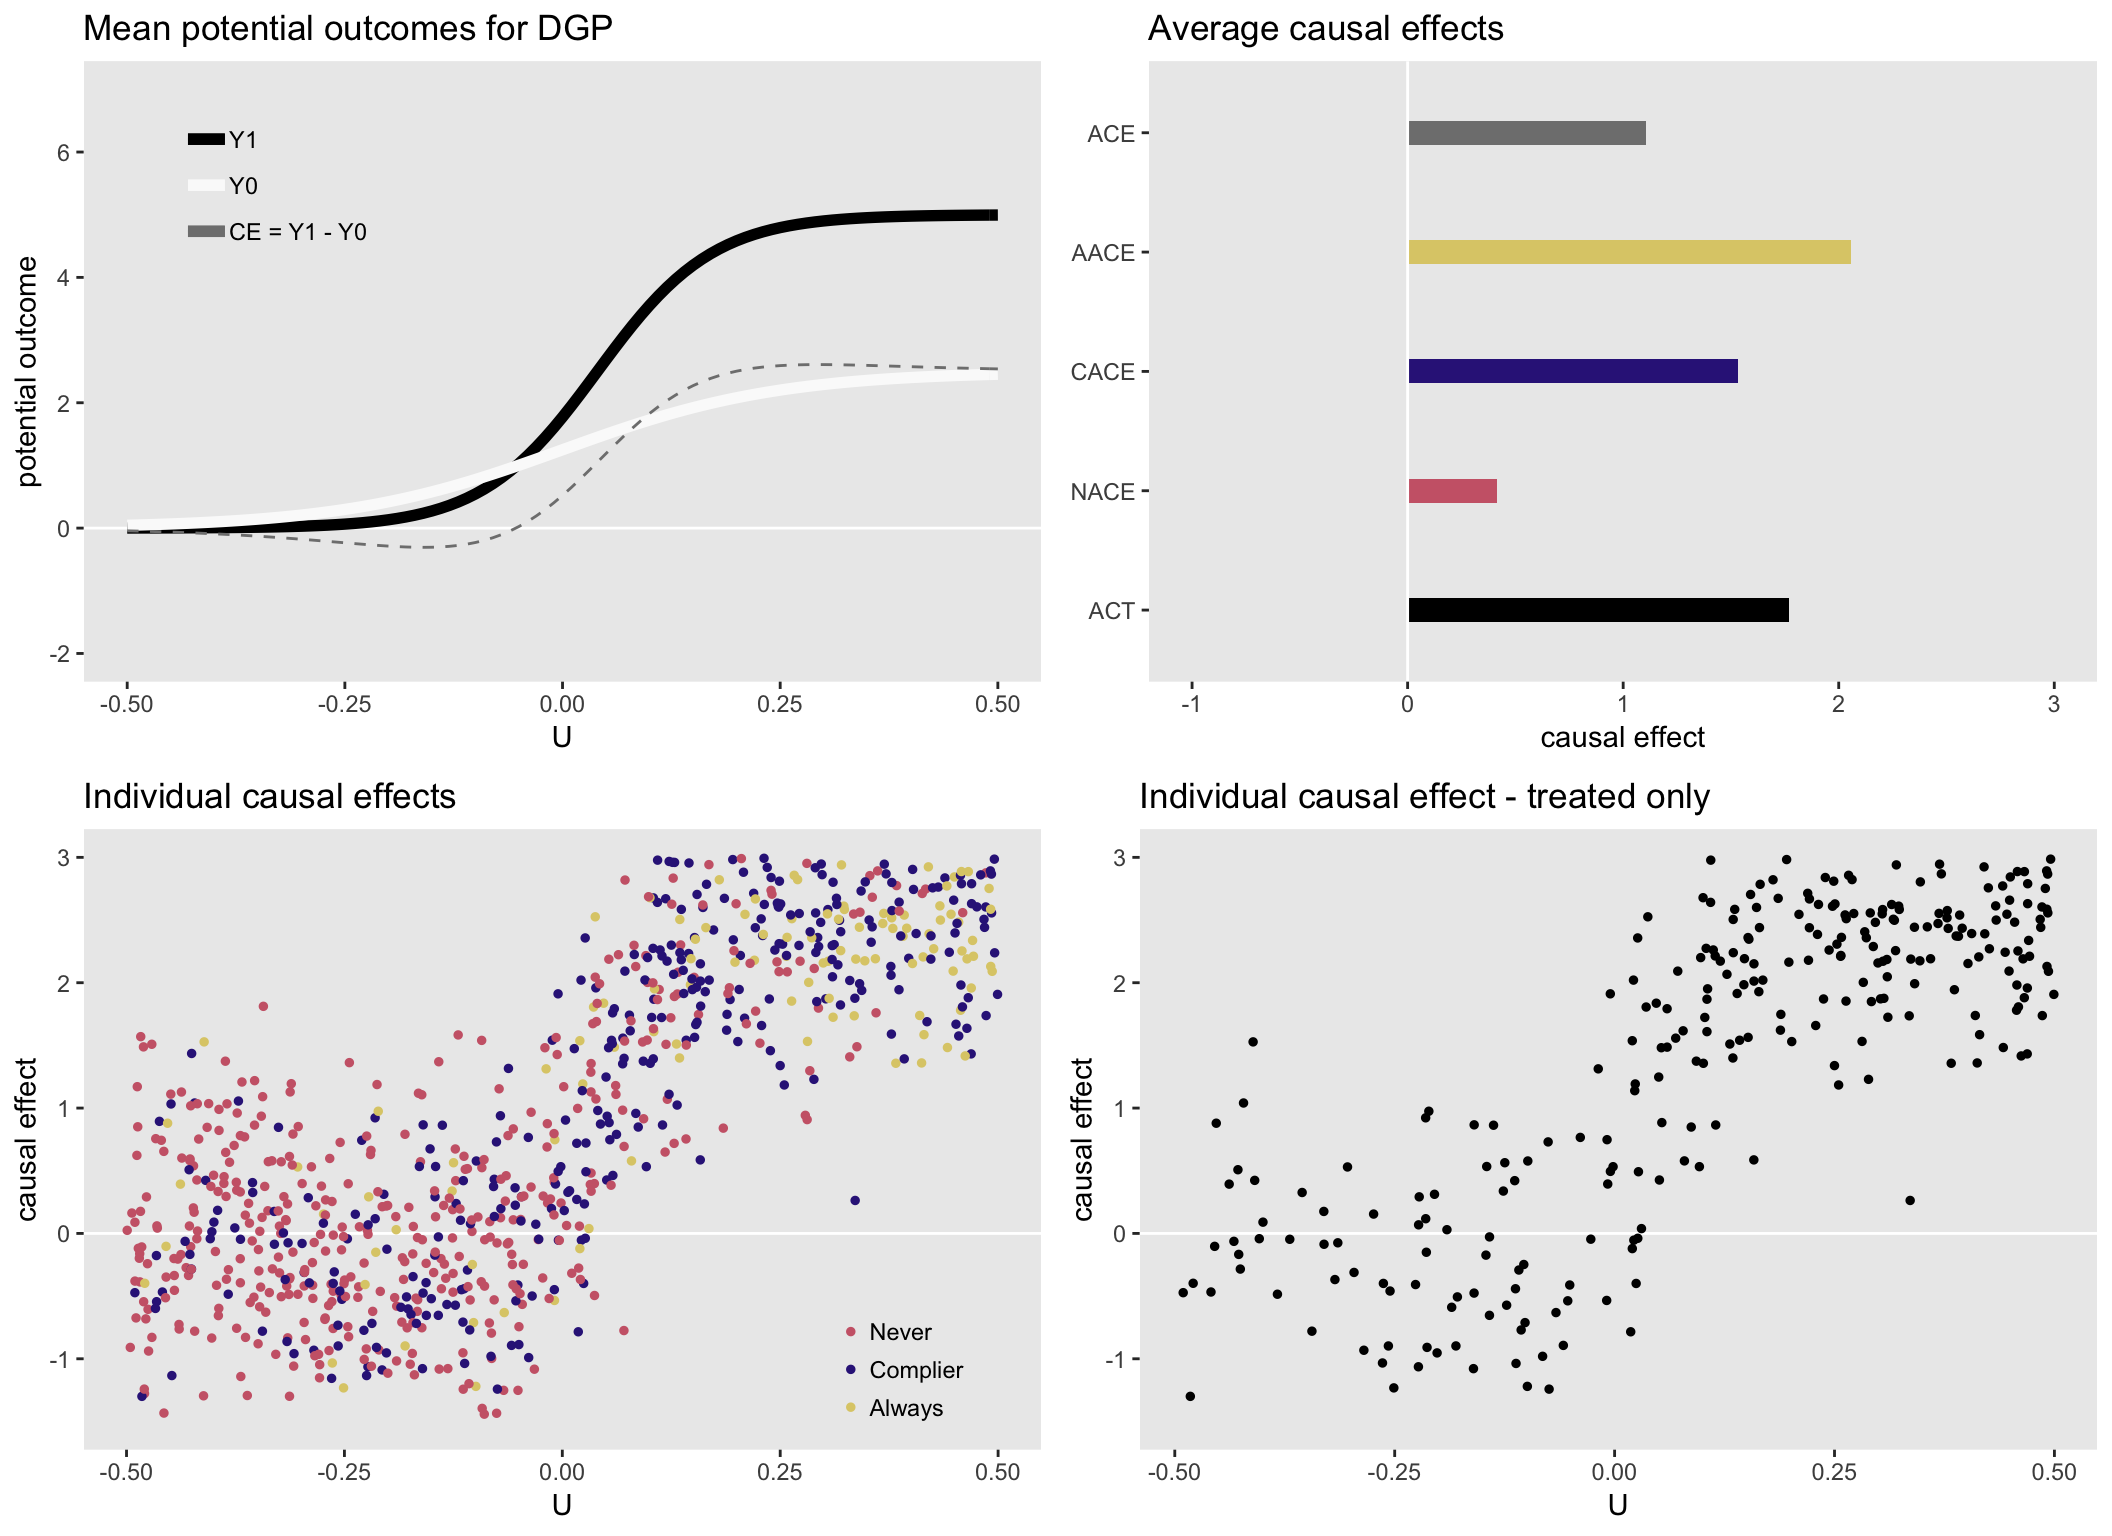 Mean potential outcomes for DGP
Y1
Y0
CE = Y1 - Y0
6
4
2
0
-2
potential outcome
-0.50
-0.25
0.00
0.25
0.50
U
Average causal effects
ACE
AACE
CACE
NACE
ACT
-1
0
1
2
3
causal effect
Individual causal effects
3
2
1
0
-1
causal effect
Never
Complier
Always
-0.50
-0.25
0.00
0.25
0.50
U
Individual causal effect - treated only
3
2
1
0
-1
causal effect
-0.50
-0.25
0.00
0.25
0.50
U